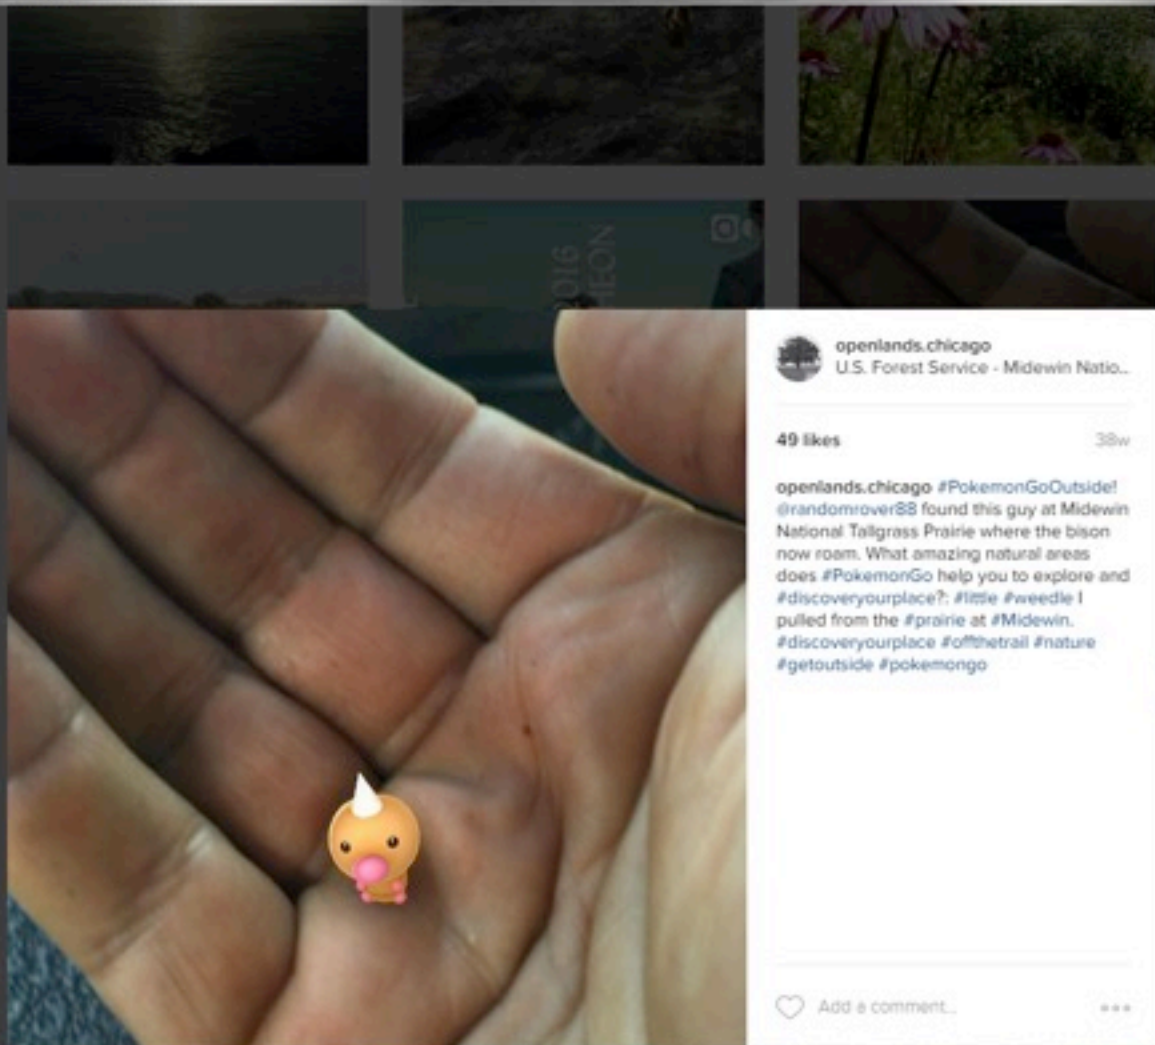 2016
HEON
openlands.chicago
U.S. Forest Service - Midewin Natio...
49 likes
38w
openlands.chicago #PokemonGoOutside!
@randomrover88 found this guy at Midewin
National Tallgrass Prairie where the bison
now roam. What amazing natural areas
does #PokemonGo help you to explore and
#discoveryourplace?: #little #weedle I
pulled from the #prairie at #Midewin.
#discoveryourplace #offthetrail #nature
#getoutside #pokemongo
Add a comment...